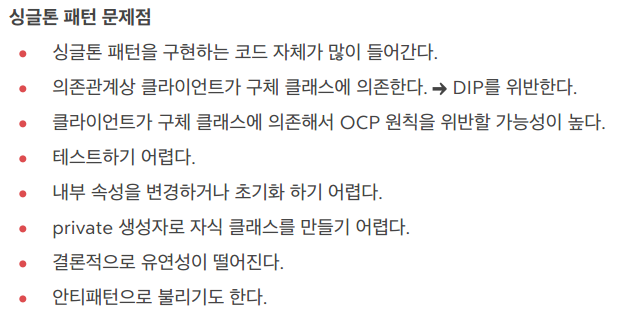 싱글톤 패턴 문제점
• 싱글톤 패턴을 구현하는 코드 자체가 많이 들어간다.
• 의존관계상 클라이언트가 구체 클래스에 의존한다. → DIP를 위반한다.
• 클라이언트가 구체 클래스에 의존해서 OCP 원칙을 위반할 가능성이 높다.
• 테스트하기 어렵다.
• 내부 속성을 변경하거나 초기화 하기 어렵다.
• private 생성자로 자식 클래스를 만들기 어렵다.
• 결론적으로 유연성이 떨어진다.
• 안티패턴으로 불리기도 한다.